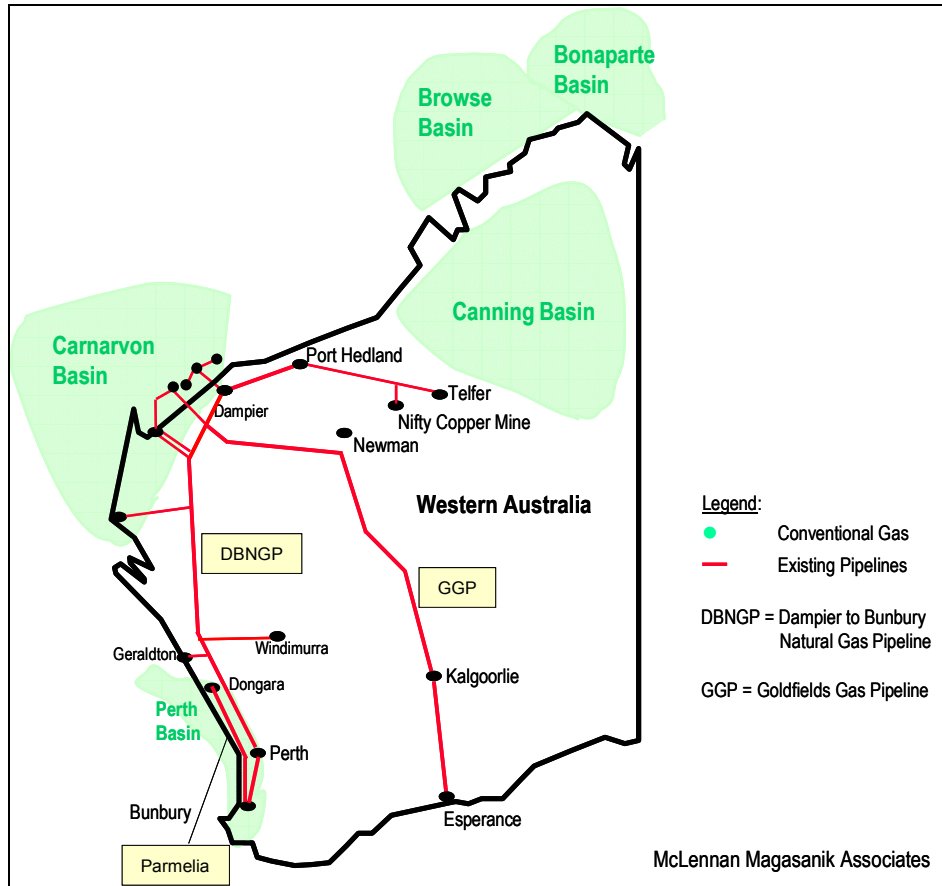 Bonaparte
Basin
Browse
Basin
Canning Basin
Carnarvon
Basin
Port Hedland
Dampier
Telfer
Nifty Copper Mine
Newman
Western Australia
Legend:
Conventional Gas
Existing Pipelines
DBNGP = Dampier to Bunbury
Natural Gas Pipeline
GGP = Goldfields Gas Pipeline
DBNGP
GGP
Windimurra
Geraldton
Dongara
Kalgoorlie
Perth
Basin
Perth
Bunbury
Esperance
Parmelia
McLennan Magasanik Associates